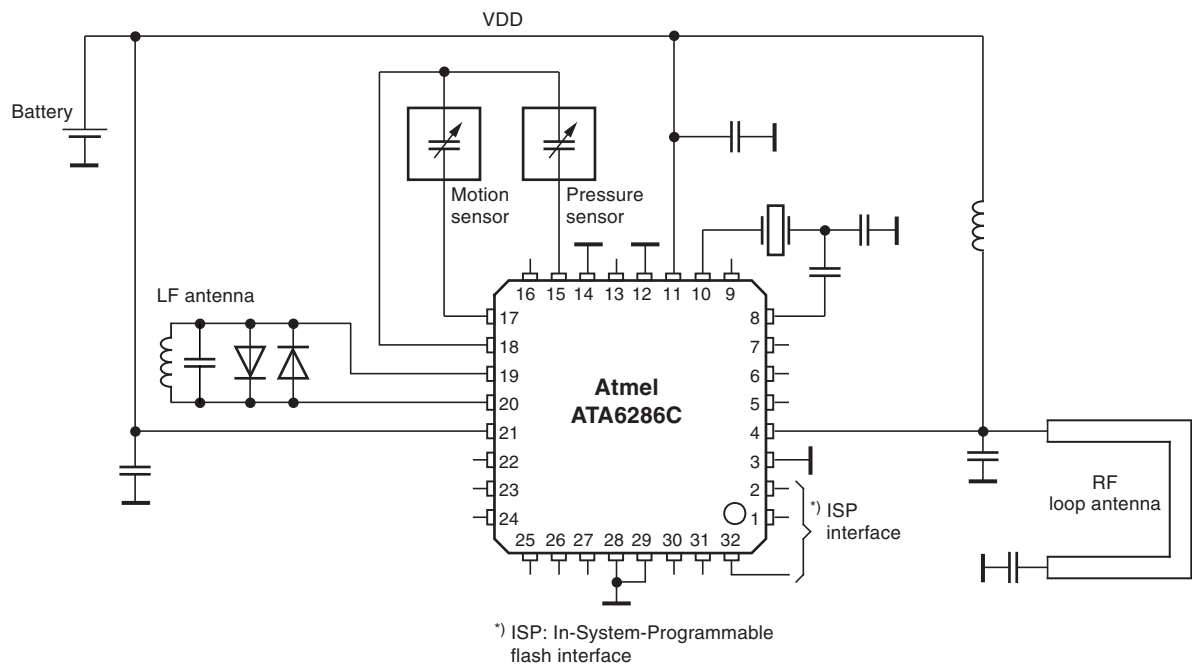 VDD
Battery
Motion
sensor
Pressure
sensor
16 15 14 13 12 11 10 9
LF antenna
17
18
19
20
21
22
23
24
8
7
6
5
4
3
2
1
Atmel
ATA6286C
25 26 27 28 29 30 31 32
*) ISP
interface
RF
loop antenna
*) ISP: In-System-Programmable
flash interface